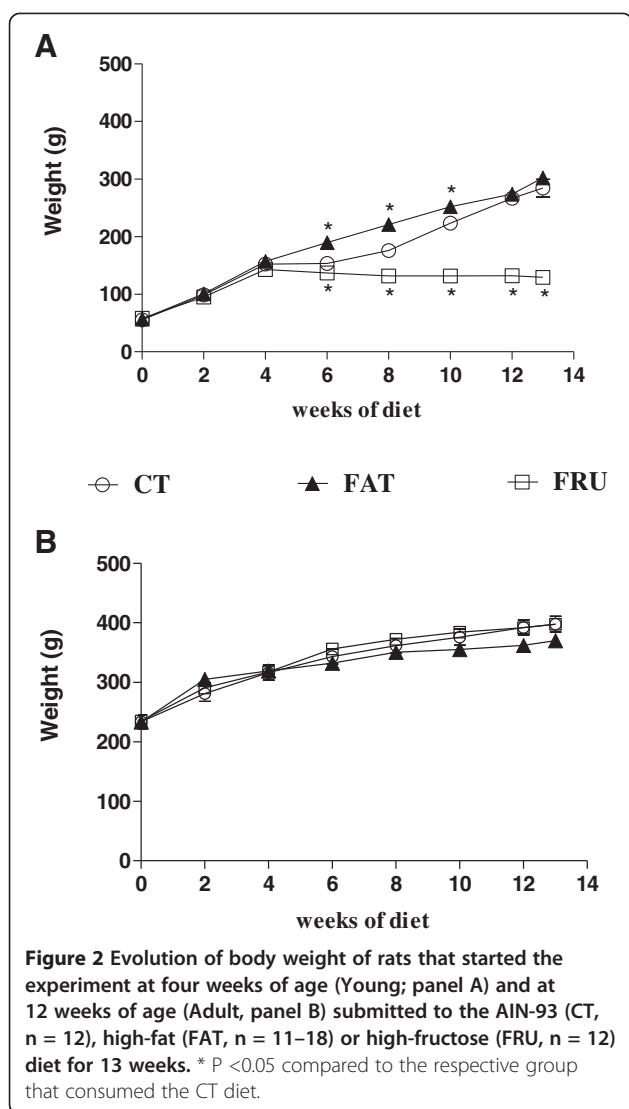 A
500
400
300
200
100
0
Weight (g)
* * *
* * * * *
0 2 4 6 8 10 12 14
weeks of diet
CT FAT FRU
B
500
400
300
200
100
0
Weight (g)
0 2 4 6 8 10 12 14
weeks of diet
Figure 2 Evolution of body weight of rats that started the
experiment at four weeks of age (Young; panel A) and at
12 weeks of age (Adult, panel B) submitted to the AIN-93 (CT,
n = 12), high-fat (FAT, n = 11–18) or high-fructose (FRU, n = 12)
diet for 13 weeks. * P <0.05 compared to the respective group
that consumed the CT diet.